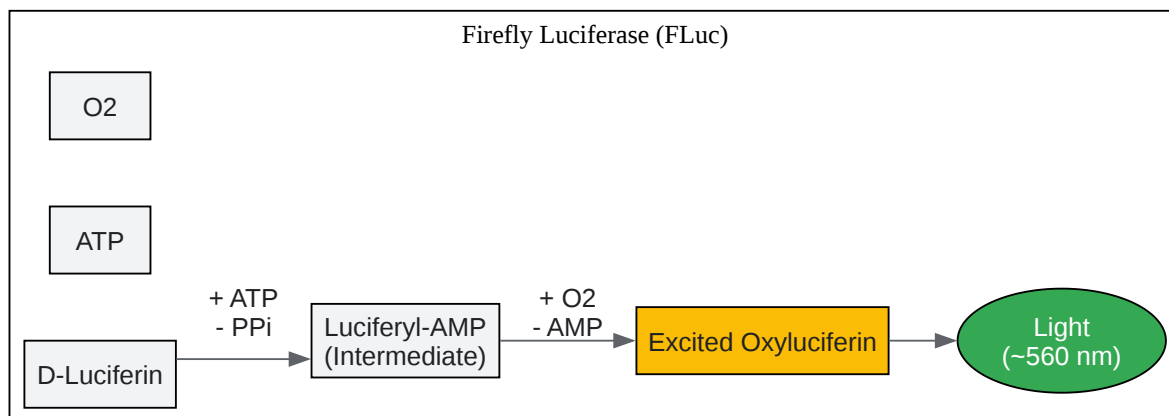 Firefly Luciferase (FLuc)
O2
ATP
+ ATP
- PPi
+ O2
- AMP
D-Luciferin
Luciferyl-AMP
(Intermediate)
Excited Oxyluciferin
Light
(~560 nm)